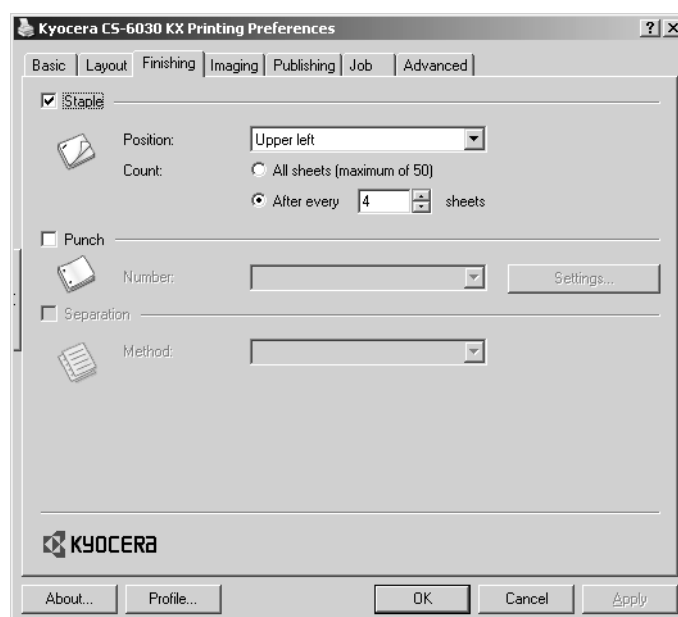 Kyocera CS-6030 KX Printing Preferences
Basic Layout Finishing Imaging Publishing Job Advanced
Staple
Position: Upper left
Count: All sheets (maximum of 50)
After every 4 sheets
Punch
Number: Settings...
Separation
Method:
KYOCERA
About... Profile... OK Cancel Apply